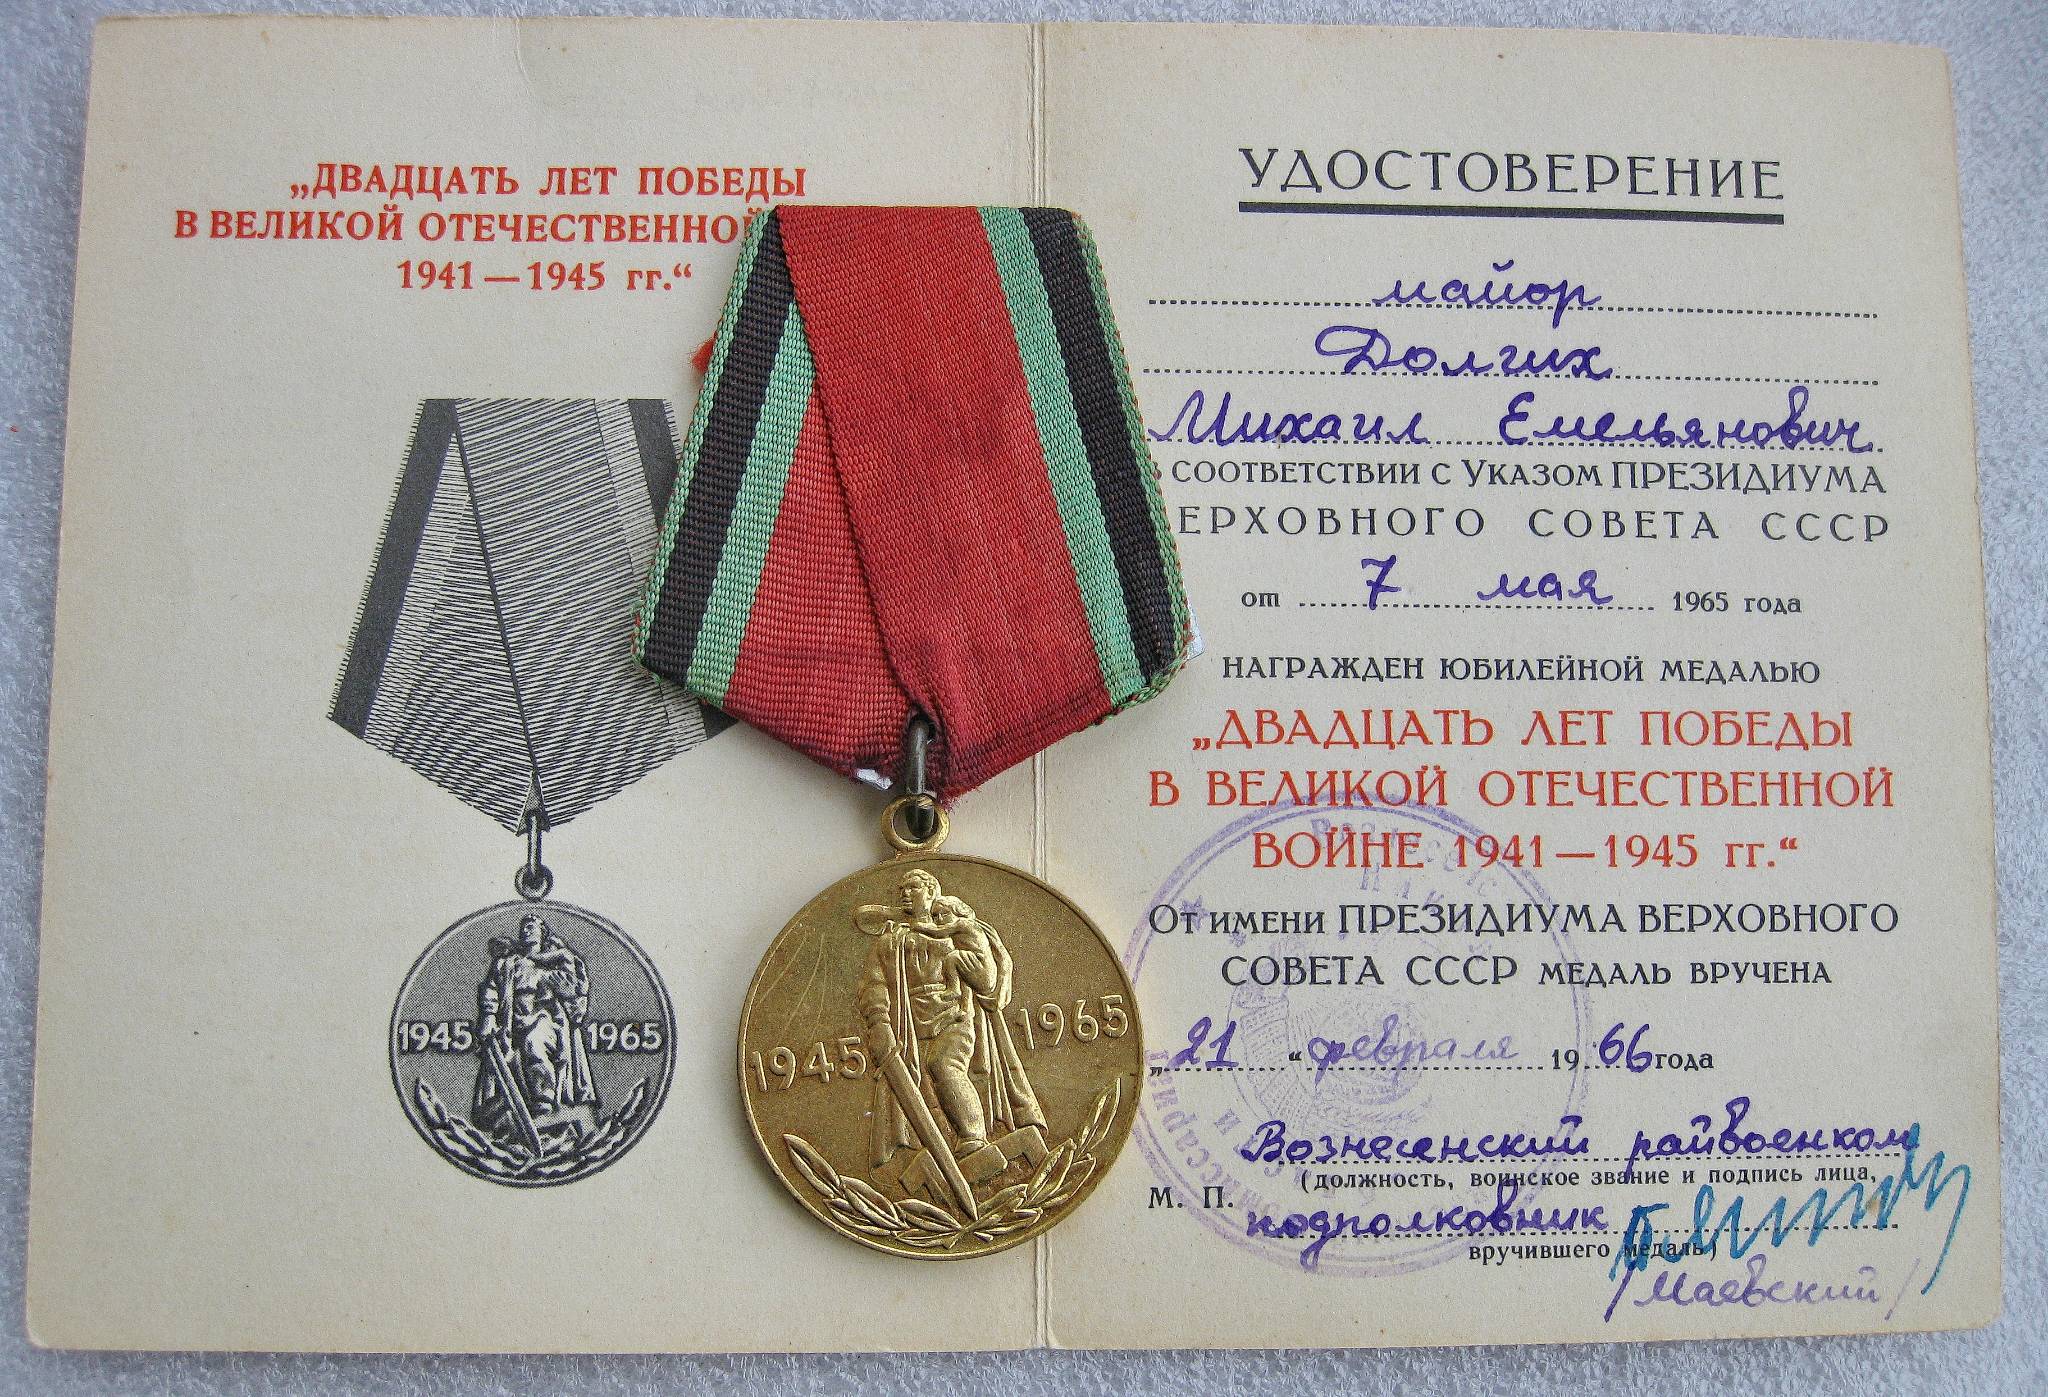 „ДВАДЦАТЬ ЛЕТ ПОБЕДЫ
В ВЕЛИКОЙ ОТЕЧЕСТВЕННОЙ
1941 — 1945 гг.“
1945 1965
1945 1965
УДОСТОВЕРЕНИЕ
майор
Долгих
Михаил Емельянович
СООТВЕТСТВИИ С УКАЗОМ ПРЕЗИДИУМА
ЕРХОВНОГО СОВЕТА СССР
от 7 мая 1965 года
НАГРАЖДЕН ЮБИЛЕЙНОЙ МЕДАЛЬЮ
„ДВАДЦАТЬ ЛЕТ ПОБЕДЫ
В ВЕЛИКОЙ ОТЕЧЕСТВЕННОЙ
ВОЙНЕ 1941 — 1945 гг.“
ОТ ИМЕНИ ПРЕЗИДИУМА ВЕРХОВНОГО
СОВЕТА СССР МЕДАЛЬ ВРУЧЕНА
„21 “ февраля 19 66 года
Вознесенский райвоенком
(должность, воинское звание и подпись лица,
М. П. подполковник
вручившего медаль)
/Маевский/